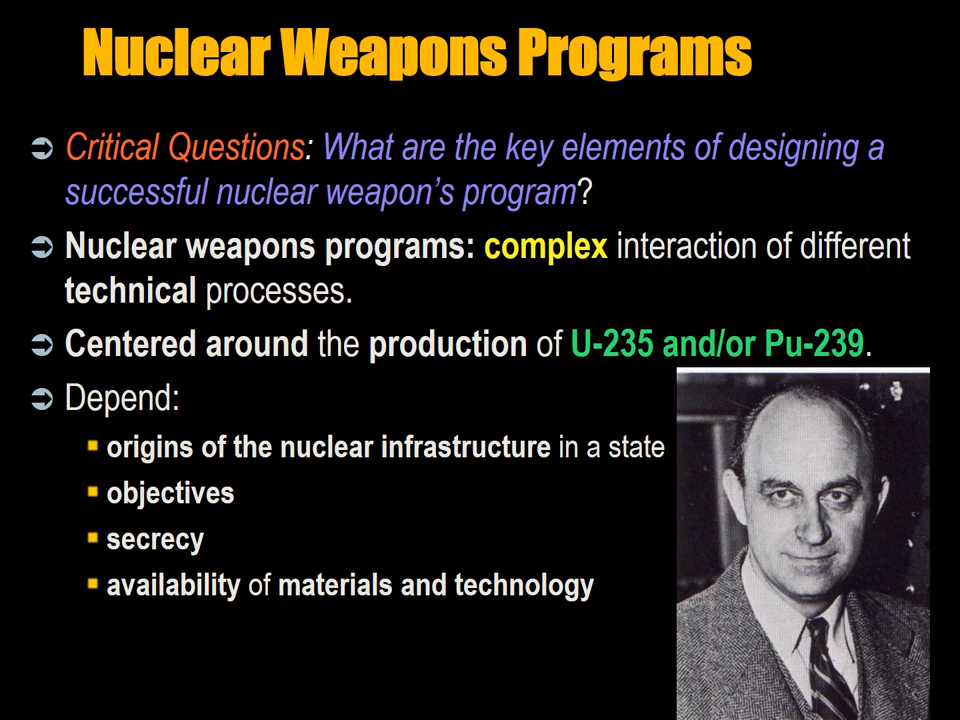 Nuclear Weapons Programs
Critical Questions: What are the key elements of designing a
successful nuclear weapon’s program?
Nuclear weapons programs: complex interaction of different
technical processes.
Centered around the production of U-235 and/or Pu-239.
Depend:
origins of the nuclear infrastructure in a state
objectives
secrecy
availability of materials and technology